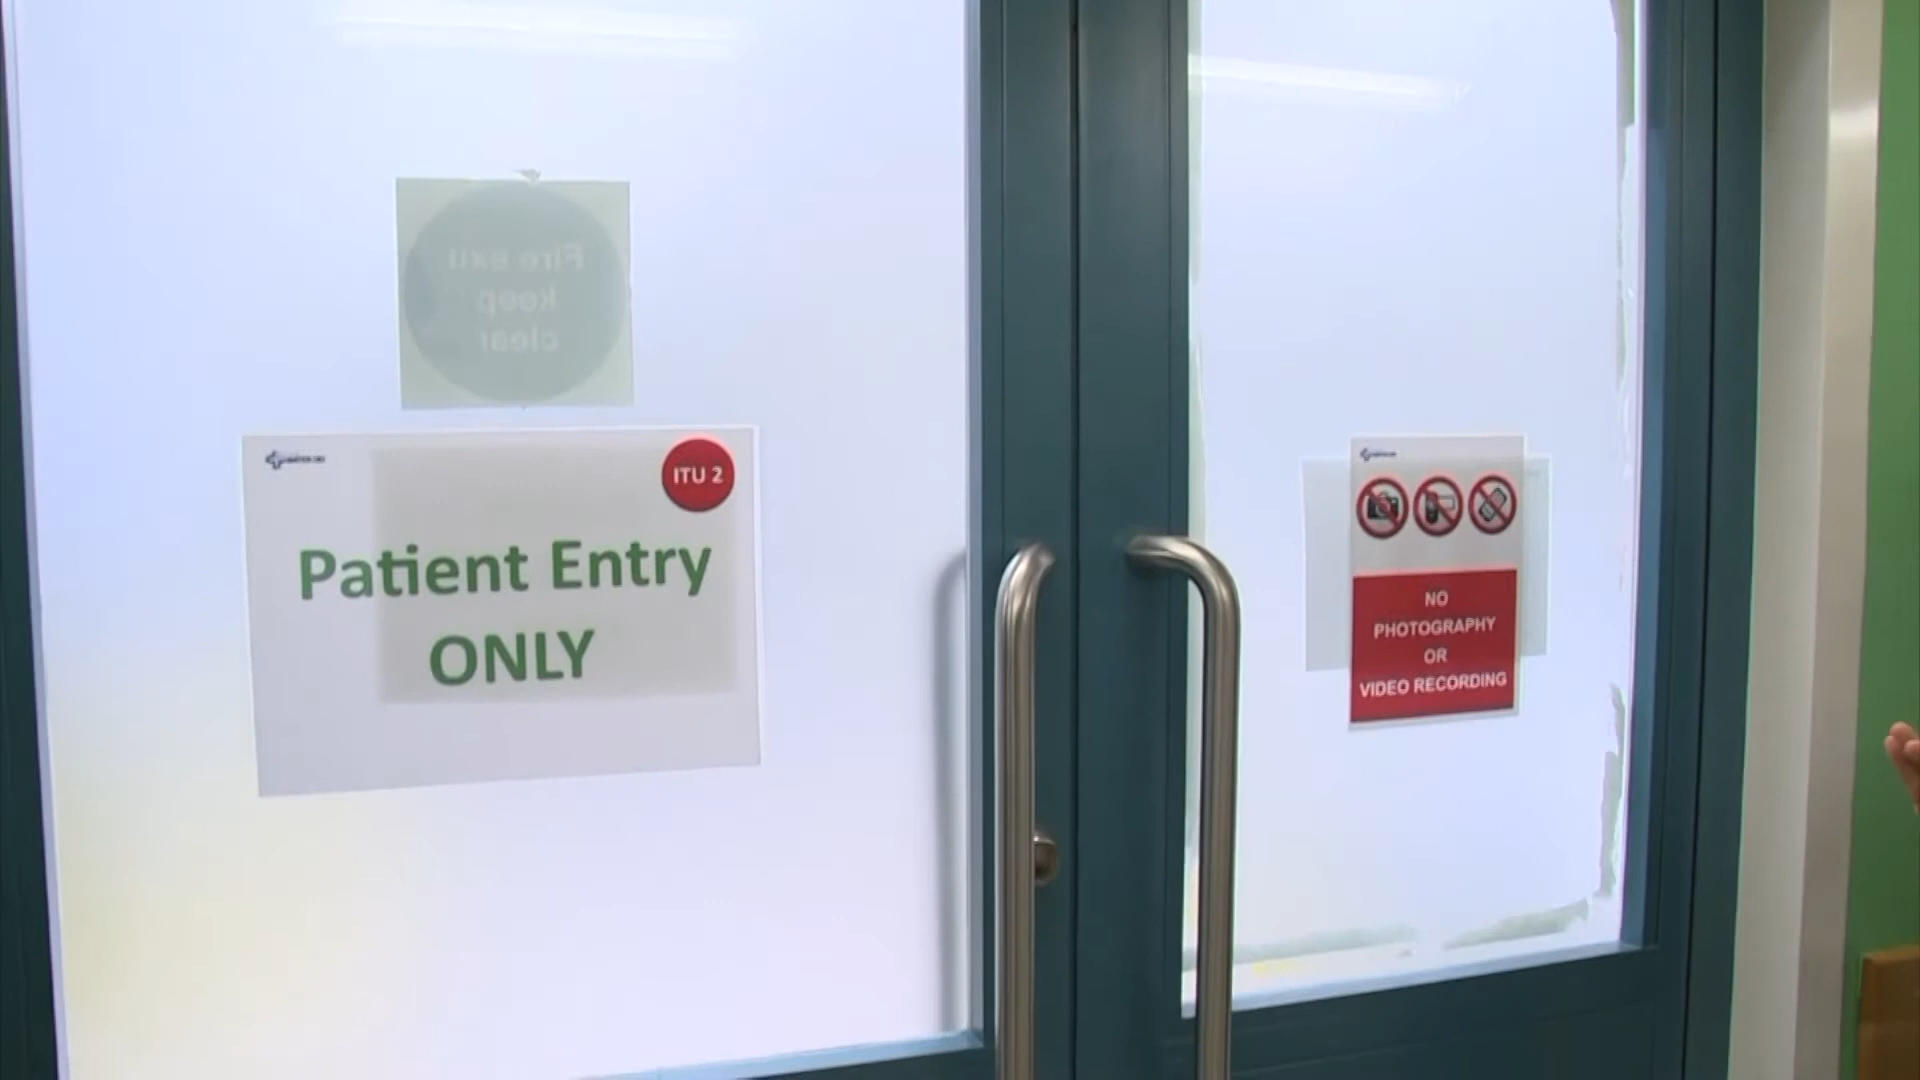 Fire exit
keep
clear
ITU 2
Patient Entry
ONLY
NO
PHOTOGRAPHY
OR
VIDEO RECORDING